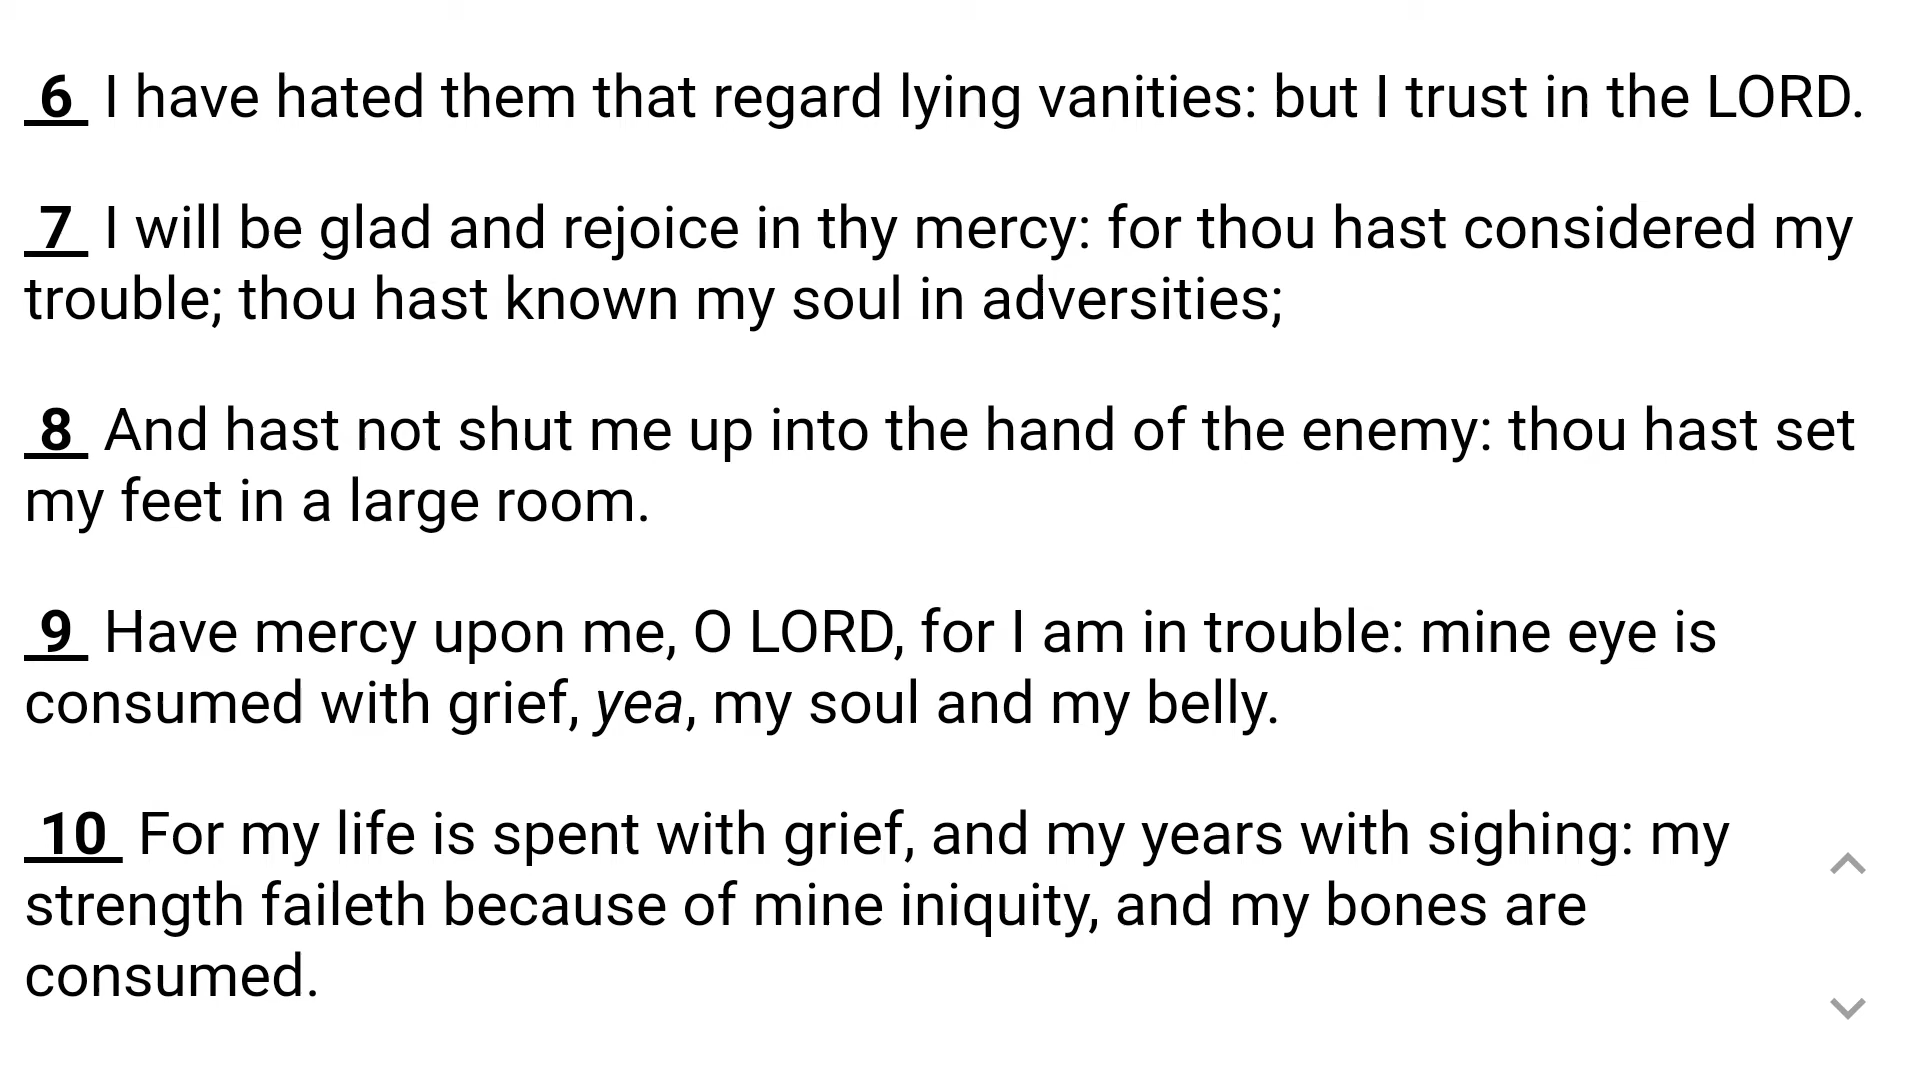 6 I have hated them that regard lying vanities: but I trust in the LORD.
7 I will be glad and rejoice in thy mercy: for thou hast considered my
trouble; thou hast known my soul in adversities;
8 And hast not shut me up into the hand of the enemy: thou hast set
my feet in a large room.
9 Have mercy upon me, O LORD, for I am in trouble: mine eye is
consumed with grief, yea, my soul and my belly.
10 For my life is spent with grief, and my years with sighing: my
strength faileth because of mine iniquity, and my bones are
consumed.